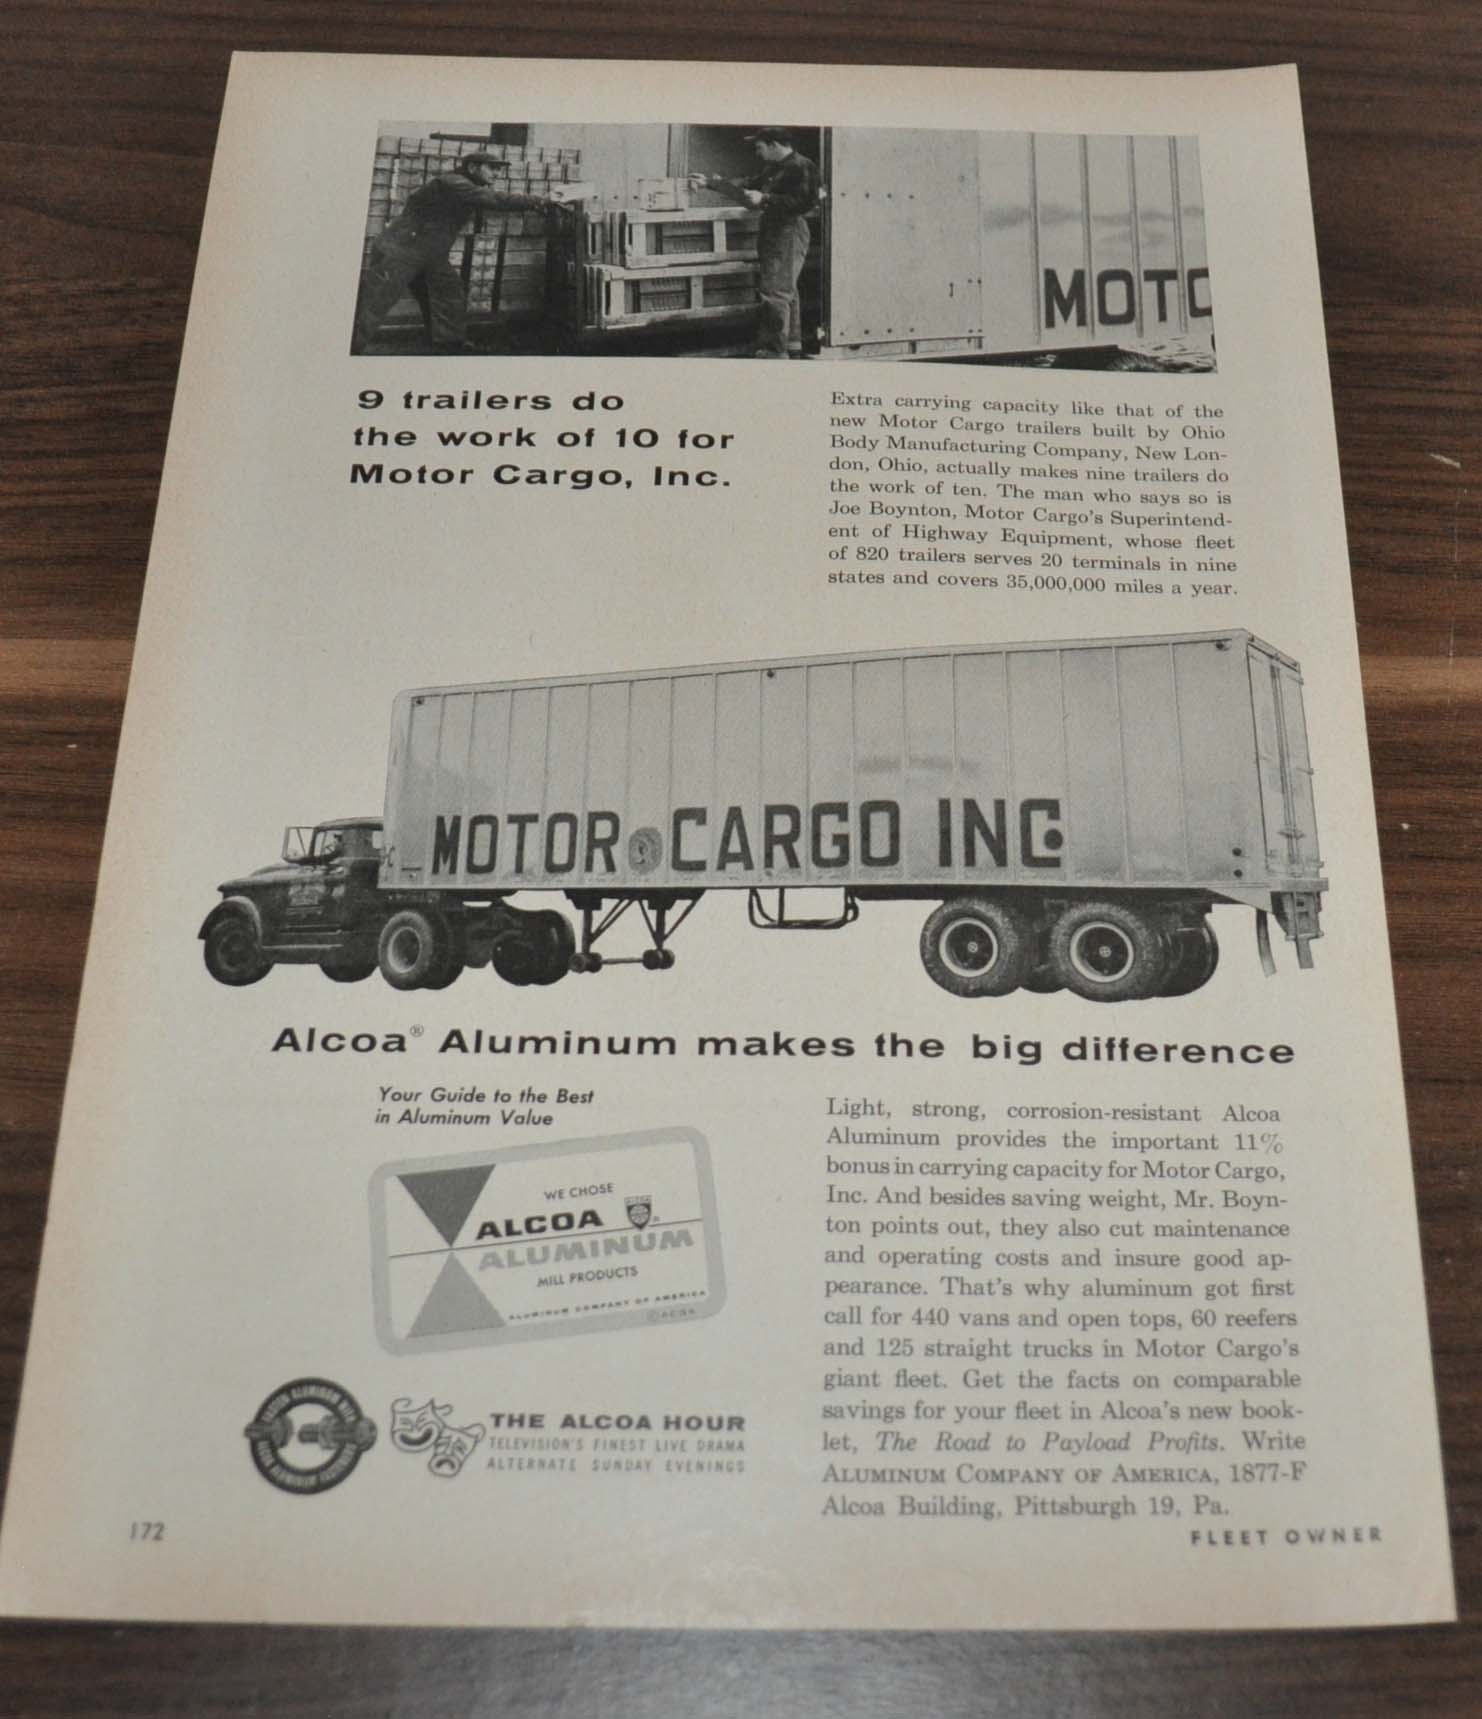 MOTO
9 trailers do
the work of 10 for
Motor Cargo, Inc.
Extra carrying capacity like that of the
new Motor Cargo trailers built by Ohio
Body Manufacturing Company, New Lon-
don, Ohio, actually makes nine trailers do
the work of ten. The man who says so is
Joe Boynton, Motor Cargo's Superintend-
ent of Highway Equipment, whose fleet
of 820 trailers serves 20 terminals in nine
states and covers 35,000,000 miles a year.
MOTOR CARGO INC
Alcoa® Aluminum makes the big difference
Your Guide to the Best
in Aluminum Value
WE CHOSE
ALCOA
ALUMINUM
MILL PRODUCTS
ALUMINUM COMPANY OF AMERICA
Light, strong, corrosion-resistant Alcoa
Aluminum provides the important 11%
bonus in carrying capacity for Motor Cargo,
Inc. And besides saving weight, Mr. Boyn-
ton points out, they also cut maintenance
and operating costs and insure good ap-
pearance. That's why aluminum got first
call for 440 vans and open tops, 60 reefers
and 125 straight trucks in Motor Cargo's
giant fleet. Get the facts on comparable
savings for your fleet in Alcoa's new book-
let, The Road to Payload Profits. Write
ALUMINUM COMPANY OF AMERICA, 1877-F
Alcoa Building, Pittsburgh 19, Pa.
THE ALCOA HOUR
TELEVISION'S FINEST LIVE DRAMA
ALTERNATE SUNDAY EVENINGS
172
FLEET OWNER